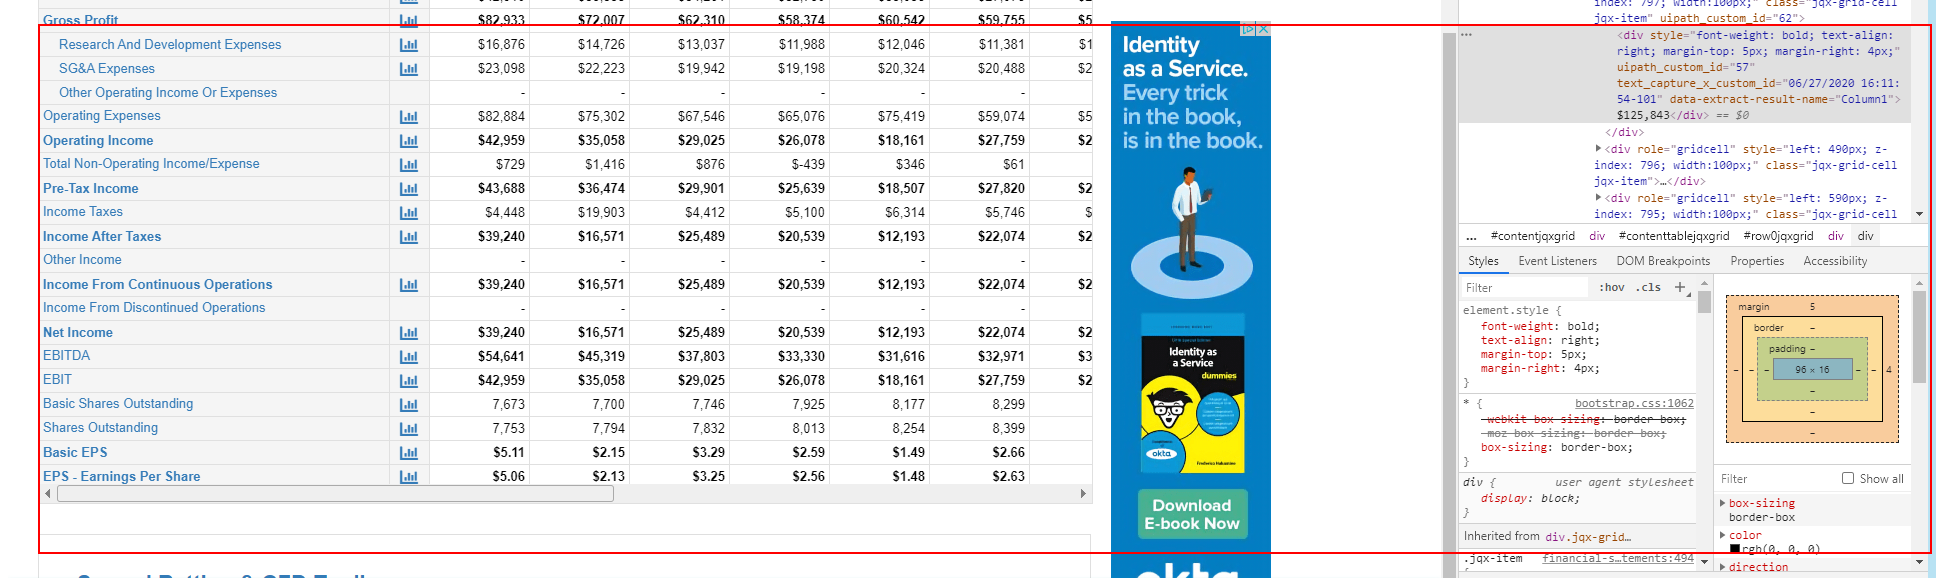 Gross Profit $82,933 $72,007 $62,310 $58,374 $60,542 $59,755 $5
Research And Development Expenses $16,876 $14,726 $13,037 $11,988 $12,046 $11,381 $1
SG&A Expenses $23,098 $22,223 $19,942 $19,198 $20,324 $20,488 $2
Other Operating Income Or Expenses - - - - - -
Operating Expenses $82,884 $75,302 $67,546 $65,076 $75,419 $59,074 $5
Operating Income $42,959 $35,058 $29,025 $26,078 $18,161 $27,759 $2
Total Non-Operating Income/Expense $729 $1,416 $876 $-439 $346 $61
Pre-Tax Income $43,688 $36,474 $29,901 $25,639 $18,507 $27,820 $2
Income Taxes $4,448 $19,903 $4,412 $5,100 $6,314 $5,746 $
Income After Taxes $39,240 $16,571 $25,489 $20,539 $12,193 $22,074 $2
Other Income - - - - - -
Income From Continuous Operations $39,240 $16,571 $25,489 $20,539 $12,193 $22,074 $2
Income From Discontinued Operations - - - - - -
Net Income $39,240 $16,571 $25,489 $20,539 $12,193 $22,074 $2
EBITDA $54,641 $45,319 $37,803 $33,330 $31,616 $32,971 $3
EBIT $42,959 $35,058 $29,025 $26,078 $18,161 $27,759 $2
Basic Shares Outstanding 7,673 7,700 7,746 7,925 8,177 8,299
Shares Outstanding 7,753 7,794 7,832 8,013 8,254 8,399
Basic EPS $5.11 $2.15 $3.29 $2.59 $1.49 $2.66
EPS - Earnings Per Share $5.06 $2.13 $3.25 $2.56 $1.48 $2.63
Identity
as a Service.
Every trick
in the book,
is in the book.
Identity as
a Service
dummies
okta
Frederico Hakamine
Download
E-book Now
okta
index: 797; width:100px;" class="jqx-grid-cell
jqx-item" uipath_custom_id="62">
... <div style="font-weight: bold; text-align:
right; margin-top: 5px; margin-right: 4px;"
uipath_custom_id="57"
text_capture_x_custom_id="06/27/2020 16:11:
54-101" data-extract-result-name="Column1">
$125,843</div> == $0
</div>
<div role="gridcell" style="left: 490px; z-
index: 796; width:100px;" class="jqx-grid-cell
jqx-item">…</div>
<div role="gridcell" style="left: 590px; z-
index: 795; width:100px;" class="jqx-grid-cell
... #contentjqxgrid div #contenttablejqxgrid #row0jqxgrid div div
Styles Event Listeners DOM Breakpoints Properties Accessibility
Filter :hov .cls +
element.style {
font-weight: bold;
text-align: right;
margin-top: 5px;
margin-right: 4px;
}
* { bootstrap.css:1062
-webkit-box-sizing: border-box;
-moz-box-sizing: border-box;
box-sizing: border-box;
}
div { user agent stylesheet
display: block;
}
Inherited from div.jqx-grid…
.jqx-item financial-s…tements:494
margin 5
border –
padding –
– – – 96 × 16 – – 4
–
–
–
Filter Show all
box-sizing
border-box
color
rgb(0, 0, 0)
direction